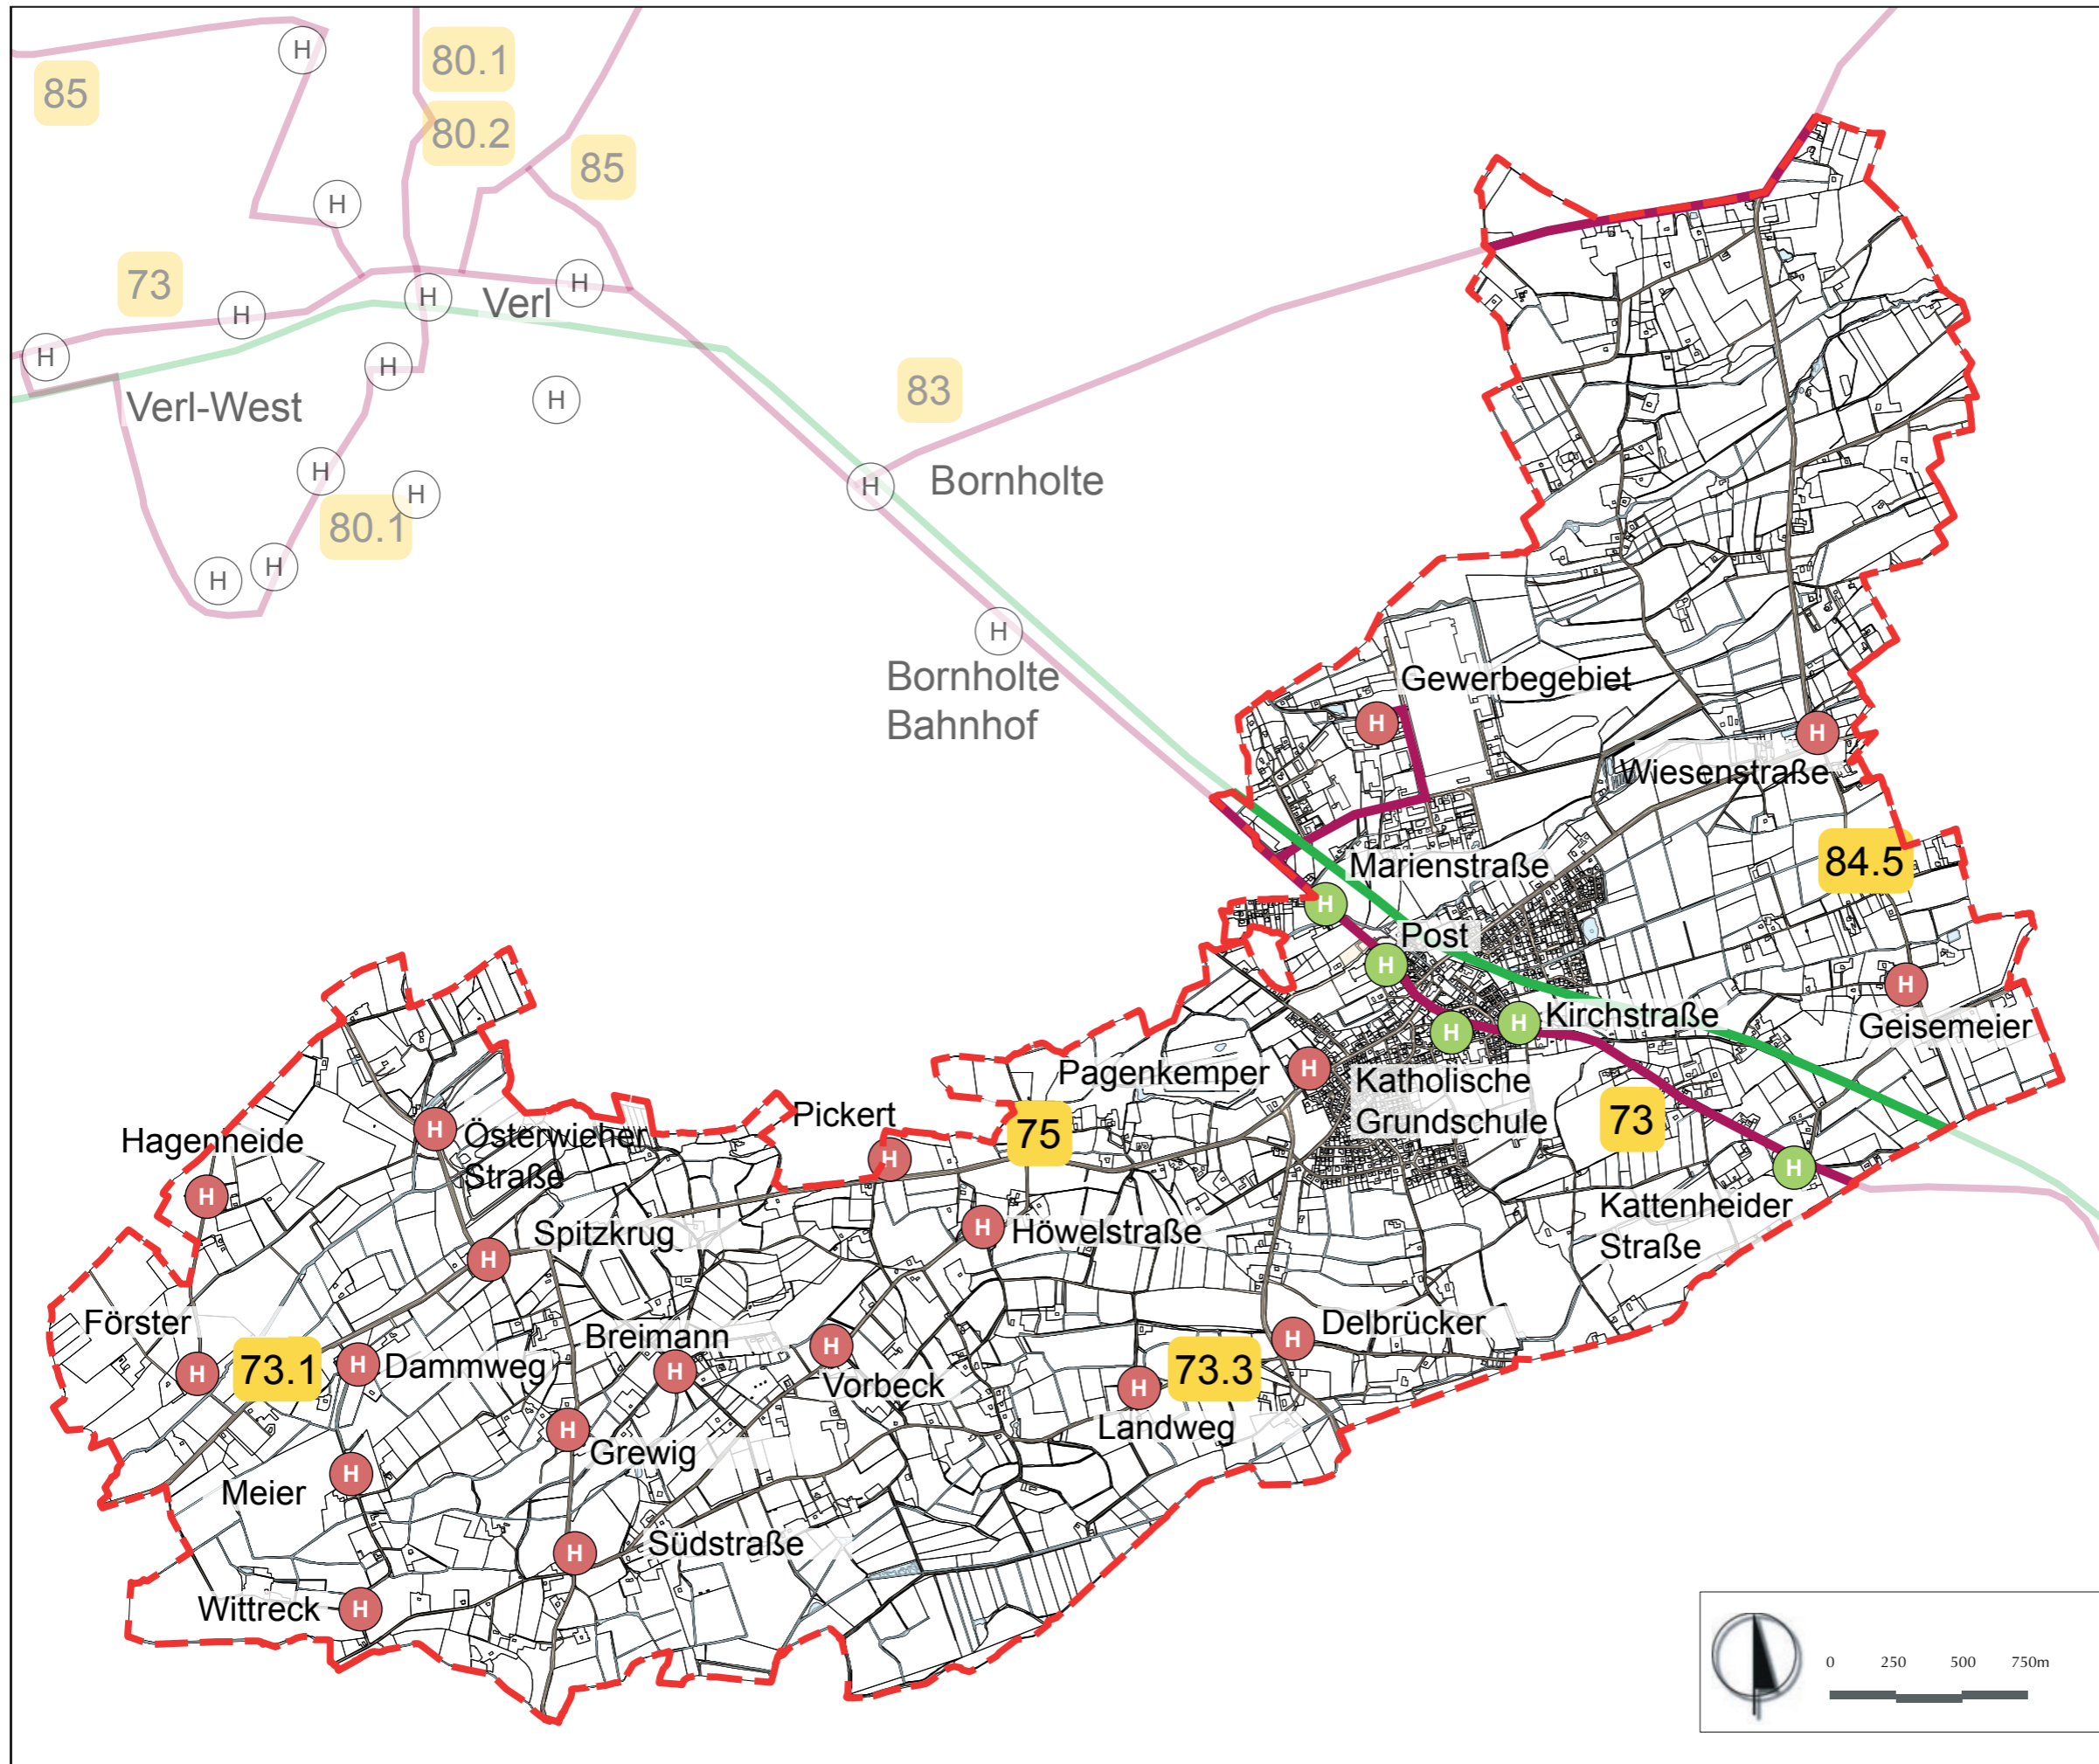 H
80.1
85
80.2
85
H
73
H
H
Verl
H
H
H
83
Verl-West
H
H
H
Bornholte
H
H
80.1
H
H
H
Bornholte
Bahnhof
Gewerbegebiet
H
H
Wiesenstraße
84.5
Marienstraße
H
Post
H
H
Kirchstraße
H
H
Geisemeier
Pagenkemper
H
Katholische
Grundschule
73
H
Kattenheider
Straße
Pickert
75
H
Hagenheide
H
Österwieher
Straße
H
Spitzkrug
H
H
Höwelstraße
Förster
H
73.1
H
Dammweg
Breimann
H
H
Vorbeck
Delbrücker
H
73.3
H
Landweg
H
Grewig
Meier
H
H
Südstraße
Wittreck
H
0 250 500 750m